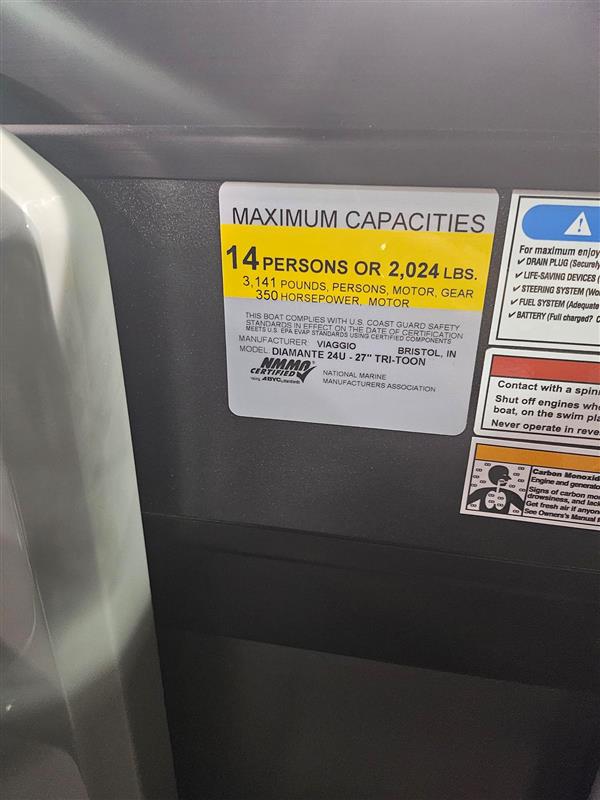 MAXIMUM CAPACITIES
14 PERSONS OR 2,024 LBS.
3,141 POUNDS, PERSONS, MOTOR, GEAR
350 HORSEPOWER, MOTOR
THIS BOAT COMPLIES WITH U.S. COAST GUARD SAFETY
STANDARDS IN EFFECT ON THE DATE OF CERTIFICATION
MEETS U.S. EPA EVAP STANDARDS USING CERTIFIED COMPONENTS
MANUFACTURER: VIAGGIO BRISTOL, IN
MODEL: DIAMANTE 24U - 27" TRI-TOON
NMMA
CERTIFIED
using ABYC standards
NATIONAL MARINE
MANUFACTURERS ASSOCIATION
For maximum enjoy
✓ DRAIN PLUG (Securely
✓ LIFE-SAVING DEVICES (
✓ STEERING SYSTEM (Wor
✓ FUEL SYSTEM (Adequate
✓ BATTERY (Full charged? C
Contact with a spinn
Shut off engines whe
boat, on the swim pla
Never operate in reve
Carbon Monoxid
Engine and generato
Signs of carbon mo
drowsiness, and lack
Get fresh air if anyon
See Owner's Manual f